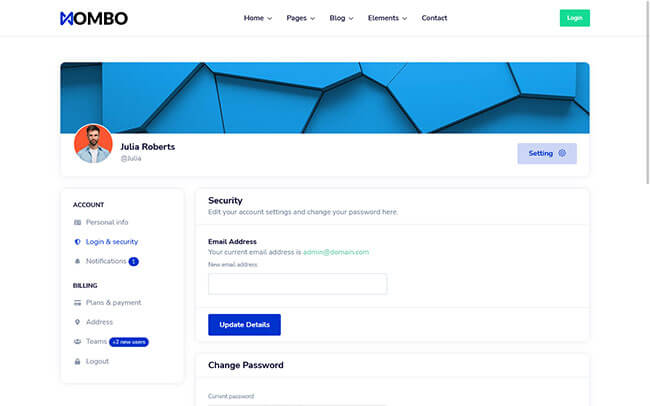 MOMBO
Home Pages Blog Elements Contact
Login
Julia Roberts
@Julia
Setting
ACCOUNT
Personal info
Login & security
Notifications 1
BILLING
Plans & payment
Address
Teams +2 new users
Logout
Security
Edit your account settings and change your password here.
Email Address
Your current email address is admin@domain.com
New email address
Update Details
Change Password
Current password